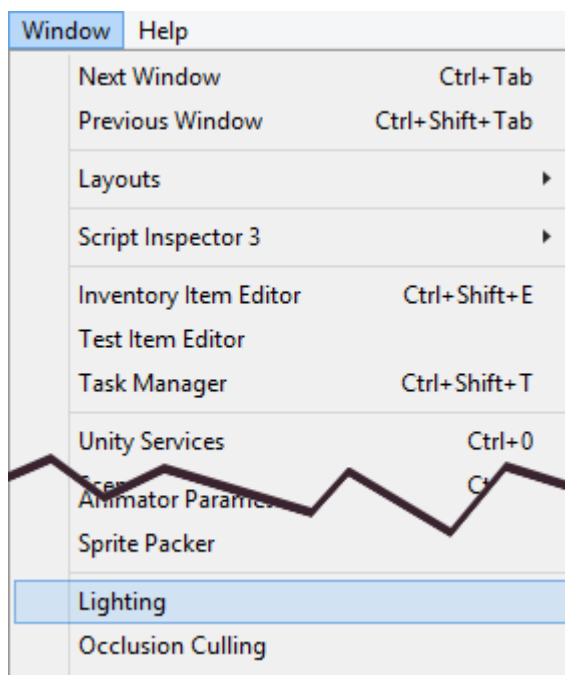 Window Help
Next Window Ctrl+Tab
Previous Window Ctrl+Shift+Tab
Layouts
Script Inspector 3
Inventory Item Editor Ctrl+Shift+E
Test Item Editor
Task Manager Ctrl+Shift+T
Unity Services Ctrl+0
Animator
Sprite Packer
Lighting
Occlusion Culling